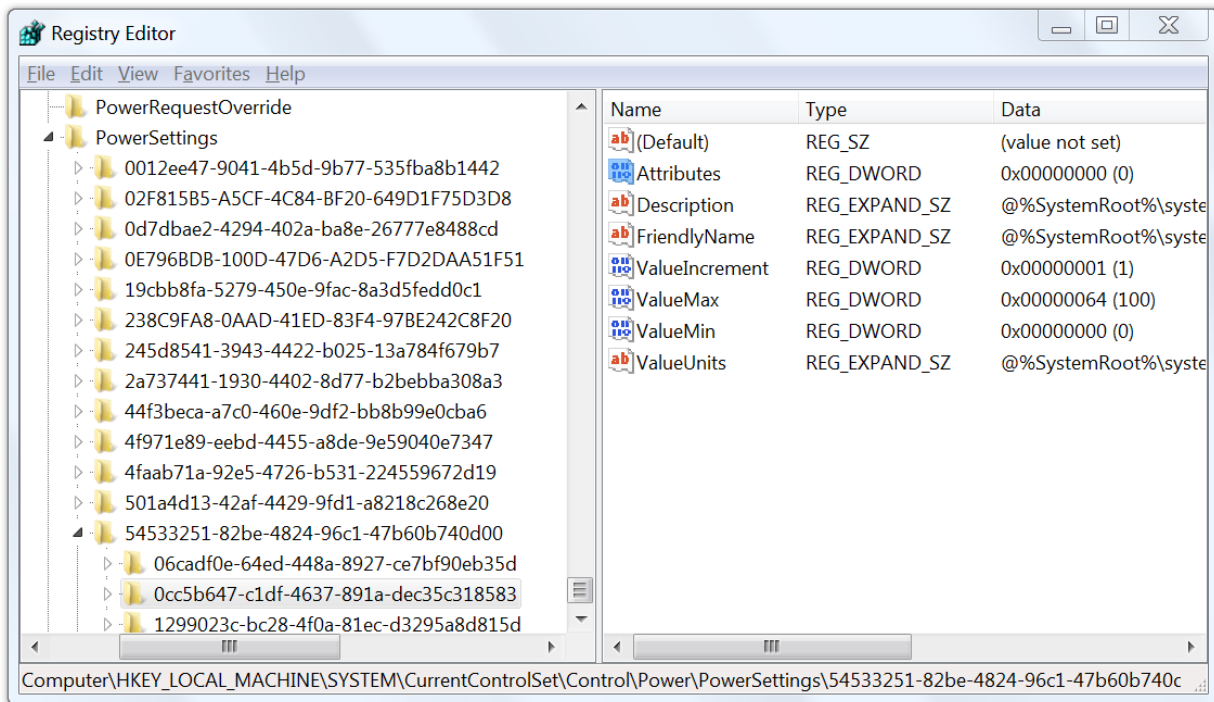 Registry Editor
File Edit View Favorites Help
PowerRequestOverride
PowerSettings
0012ee47-9041-4b5d-9b77-535fba8b1442
02F815B5-A5CF-4C84-BF20-649D1F75D3D8
0d7dbae2-4294-402a-ba8e-26777e8488cd
0E796BDB-100D-47D6-A2D5-F7D2DAA51F51
19cbb8fa-5279-450e-9fac-8a3d5fedd0c1
238C9FA8-0AAD-41ED-83F4-97BE242C8F20
245d8541-3943-4422-b025-13a784f679b7
2a737441-1930-4402-8d77-b2bebba308a3
44f3beca-a7c0-460e-9df2-bb8b99e0cba6
4f971e89-eebd-4455-a8de-9e59040e7347
4faab71a-92e5-4726-b531-224559672d19
501a4d13-42af-4429-9fd1-a8218c268e20
54533251-82be-4824-96c1-47b60b740d00
06cadf0e-64ed-448a-8927-ce7bf90eb35d
0cc5b647-c1df-4637-891a-dec35c318583
1299023c-bc28-4f0a-81ec-d3295a8d815d
Name Type Data
(Default) REG_SZ (value not set)
Attributes REG_DWORD 0x00000000 (0)
Description REG_EXPAND_SZ @%SystemRoot%\syste
FriendlyName REG_EXPAND_SZ @%SystemRoot%\syste
ValueIncrement REG_DWORD 0x00000001 (1)
ValueMax REG_DWORD 0x00000064 (100)
ValueMin REG_DWORD 0x00000000 (0)
ValueUnits REG_EXPAND_SZ @%SystemRoot%\syste
Computer\HKEY_LOCAL_MACHINE\SYSTEM\CurrentControlSet\Control\Power\PowerSettings\54533251-82be-4824-96c1-47b60b740c